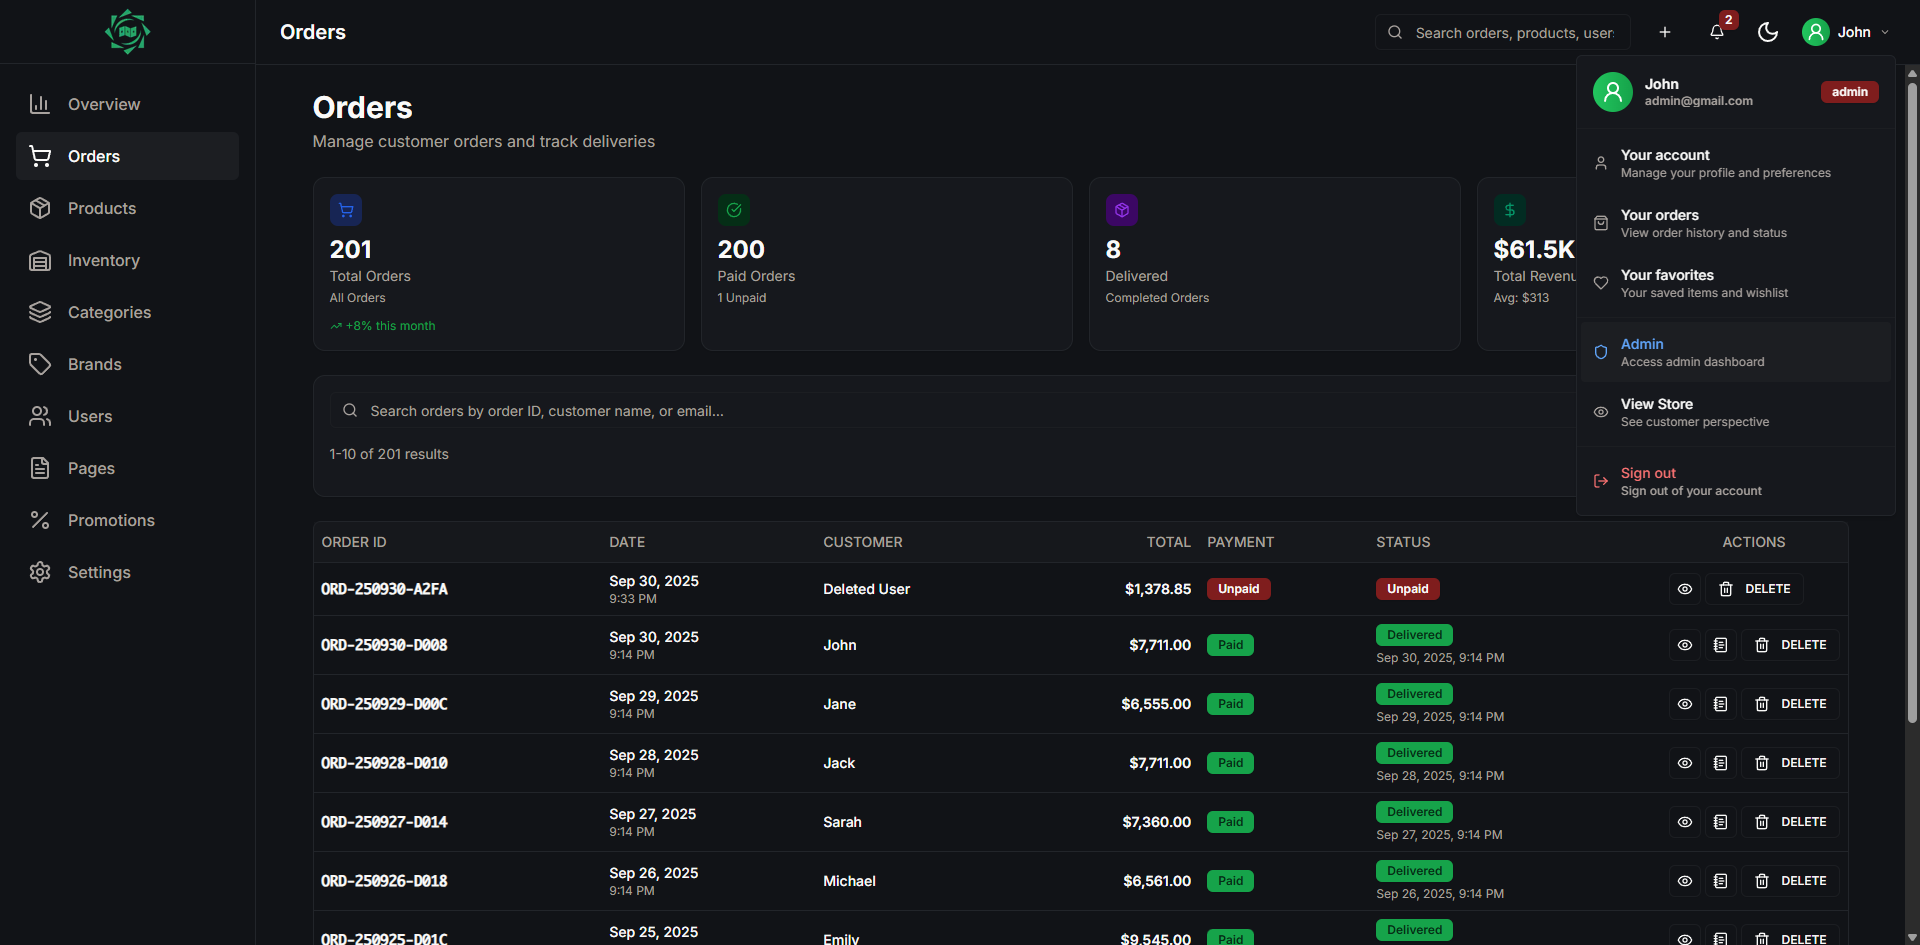 Orders
Search orders, products, user
2
John
Overview
Orders
Products
Inventory
Categories
Brands
Users
Pages
Promotions
Settings
Orders
Manage customer orders and track deliveries
201
Total Orders
All Orders
+8% this month
200
Paid Orders
1 Unpaid
8
Delivered
Completed Orders
$61.5K
Total Revenu
Avg: $313
John
admin@gmail.com
admin
Your account
Manage your profile and preferences
Your orders
View order history and status
Your favorites
Your saved items and wishlist
Admin
Access admin dashboard
View Store
See customer perspective
Sign out
Sign out of your account
Search orders by order ID, customer name, or email...
1-10 of 201 results
ORDER ID DATE CUSTOMER TOTAL PAYMENT STATUS ACTIONS
ORD-250930-A2FA Sep 30, 2025 9:33 PM Deleted User $1,378.85 Unpaid Unpaid DELETE
ORD-250930-D008 Sep 30, 2025 9:14 PM John $7,711.00 Paid Delivered Sep 30, 2025, 9:14 PM DELETE
ORD-250929-D00C Sep 29, 2025 9:14 PM Jane $6,555.00 Paid Delivered Sep 29, 2025, 9:14 PM DELETE
ORD-250928-D010 Sep 28, 2025 9:14 PM Jack $7,711.00 Paid Delivered Sep 28, 2025, 9:14 PM DELETE
ORD-250927-D014 Sep 27, 2025 9:14 PM Sarah $7,360.00 Paid Delivered Sep 27, 2025, 9:14 PM DELETE
ORD-250926-D018 Sep 26, 2025 9:14 PM Michael $6,561.00 Paid Delivered Sep 26, 2025, 9:14 PM DELETE
ORD-250925-D01C Sep 25, 2025 Emily $9,545.00 Paid Delivered DELETE